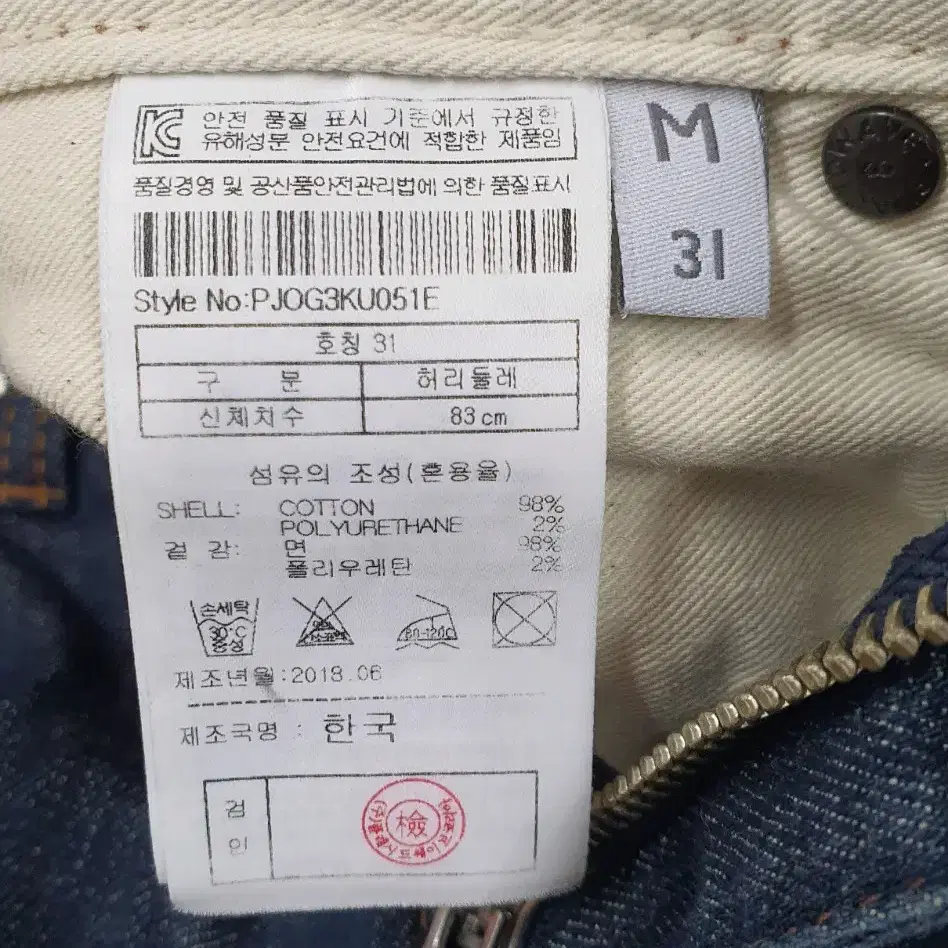 안전 품질 표시 기준에서 규정한
유해성분 안전요건에 적합한 제품임
품질경영 및 공산품안전관리법에 의한 품질표시
Style No:PJOG3KU051E
호칭 31
구 분 허리둘레
신체치수 83 cm
섬유의 조성(혼용율)
SHELL: COTTON 98%
POLYURETHANE 2%
겉 감: 면 98%
폴리우레탄 2%
손세탁
30°C
중성
80-120C
제조년월:2018.06
제조국명 : 한국
검
인
檢
M
31